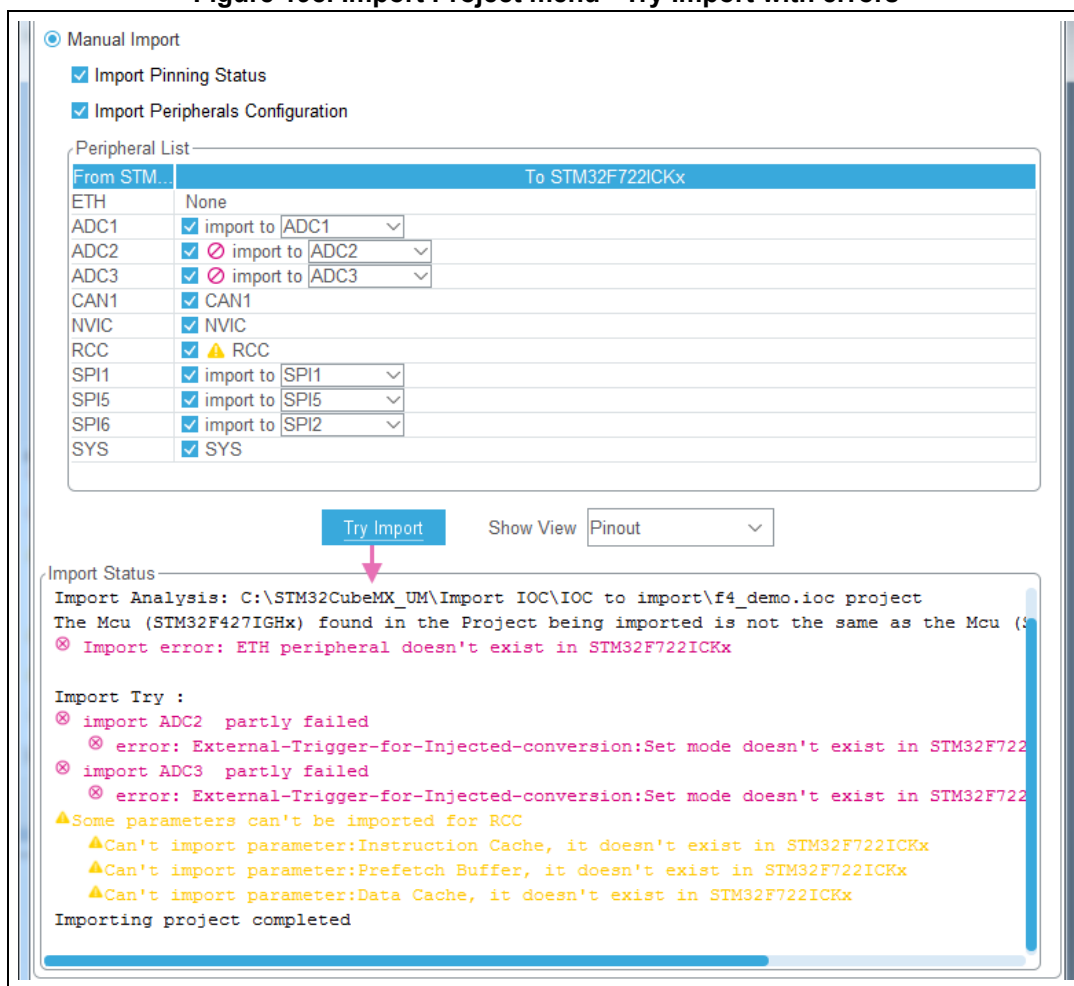 Manual Import
Import Pinning Status
Import Peripherals Configuration
Peripheral List
From STM... To STM32F722ICKx
ETH None
ADC1 import to ADC1
ADC2 import to ADC2
ADC3 import to ADC3
CAN1 CAN1
NVIC NVIC
RCC RCC
SPI1 import to SPI1
SPI5 import to SPI5
SPI6 import to SPI2
SYS SYS
Try Import Show View Pinout
Import Status
Import Analysis: C:\STM32CubeMX_UM\Import IOC\IOC to import\f4_demo.ioc project
The Mcu (STM32F427IGHx) found in the Project being imported is not the same as the Mcu (
Import error: ETH peripheral doesn't exist in STM32F722ICKx
Import Try :
import ADC2 partly failed
error: External-Trigger-for-Injected-conversion:Set mode doesn't exist in STM32F722
import ADC3 partly failed
error: External-Trigger-for-Injected-conversion:Set mode doesn't exist in STM32F722
Some parameters can't be imported for RCC
Can't import parameter:Instruction Cache, it doesn't exist in STM32F722ICKx
Can't import parameter:Prefetch Buffer, it doesn't exist in STM32F722ICKx
Can't import parameter:Data Cache, it doesn't exist in STM32F722ICKx
Importing project completed